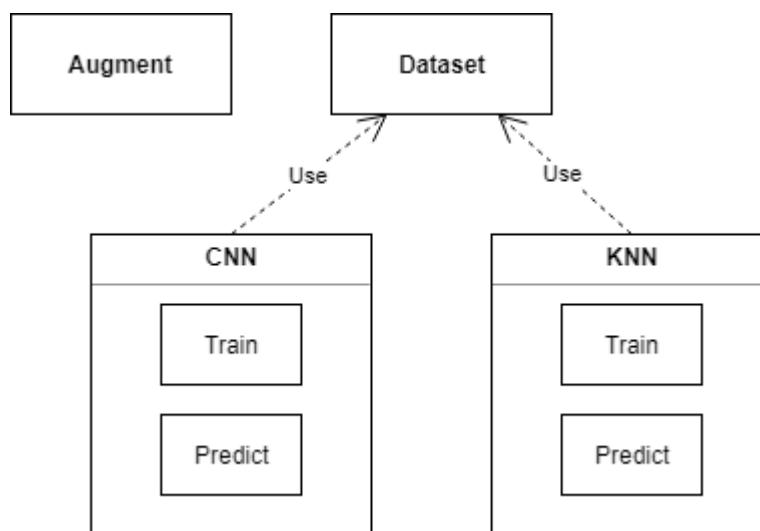 Augment
Dataset
Use
Use
CNN
KNN
Train
Train
Predict
Predict